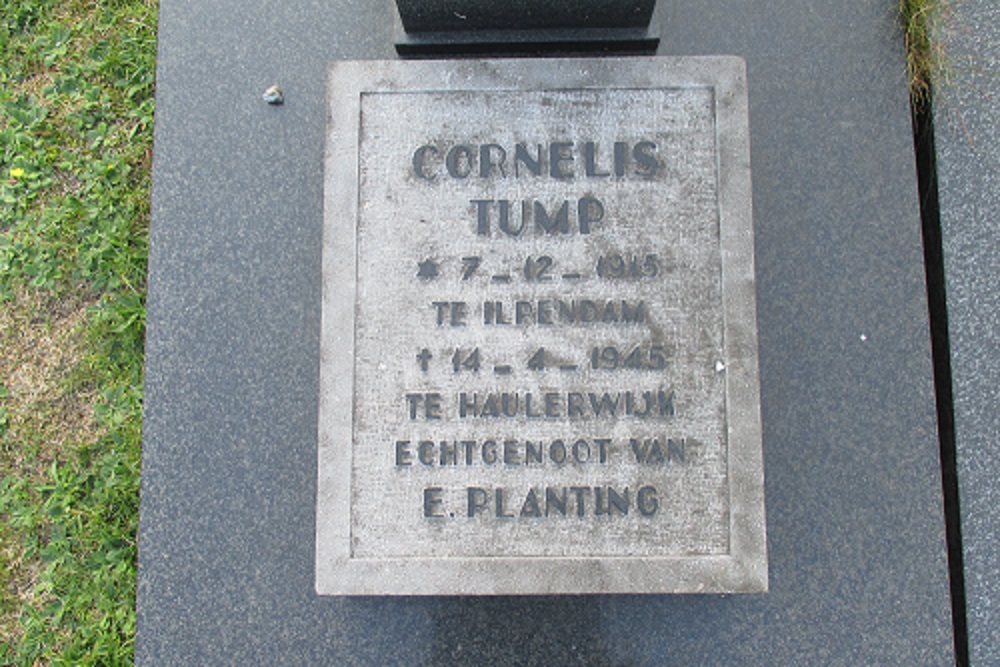 CORNELIS
TUMP
* 7 - 12 - 1915
TE ILPENDAM
† 14 - 4 - 1945
TE HAULERWIJK
ECHTGENOOT VAN
E. PLANTING